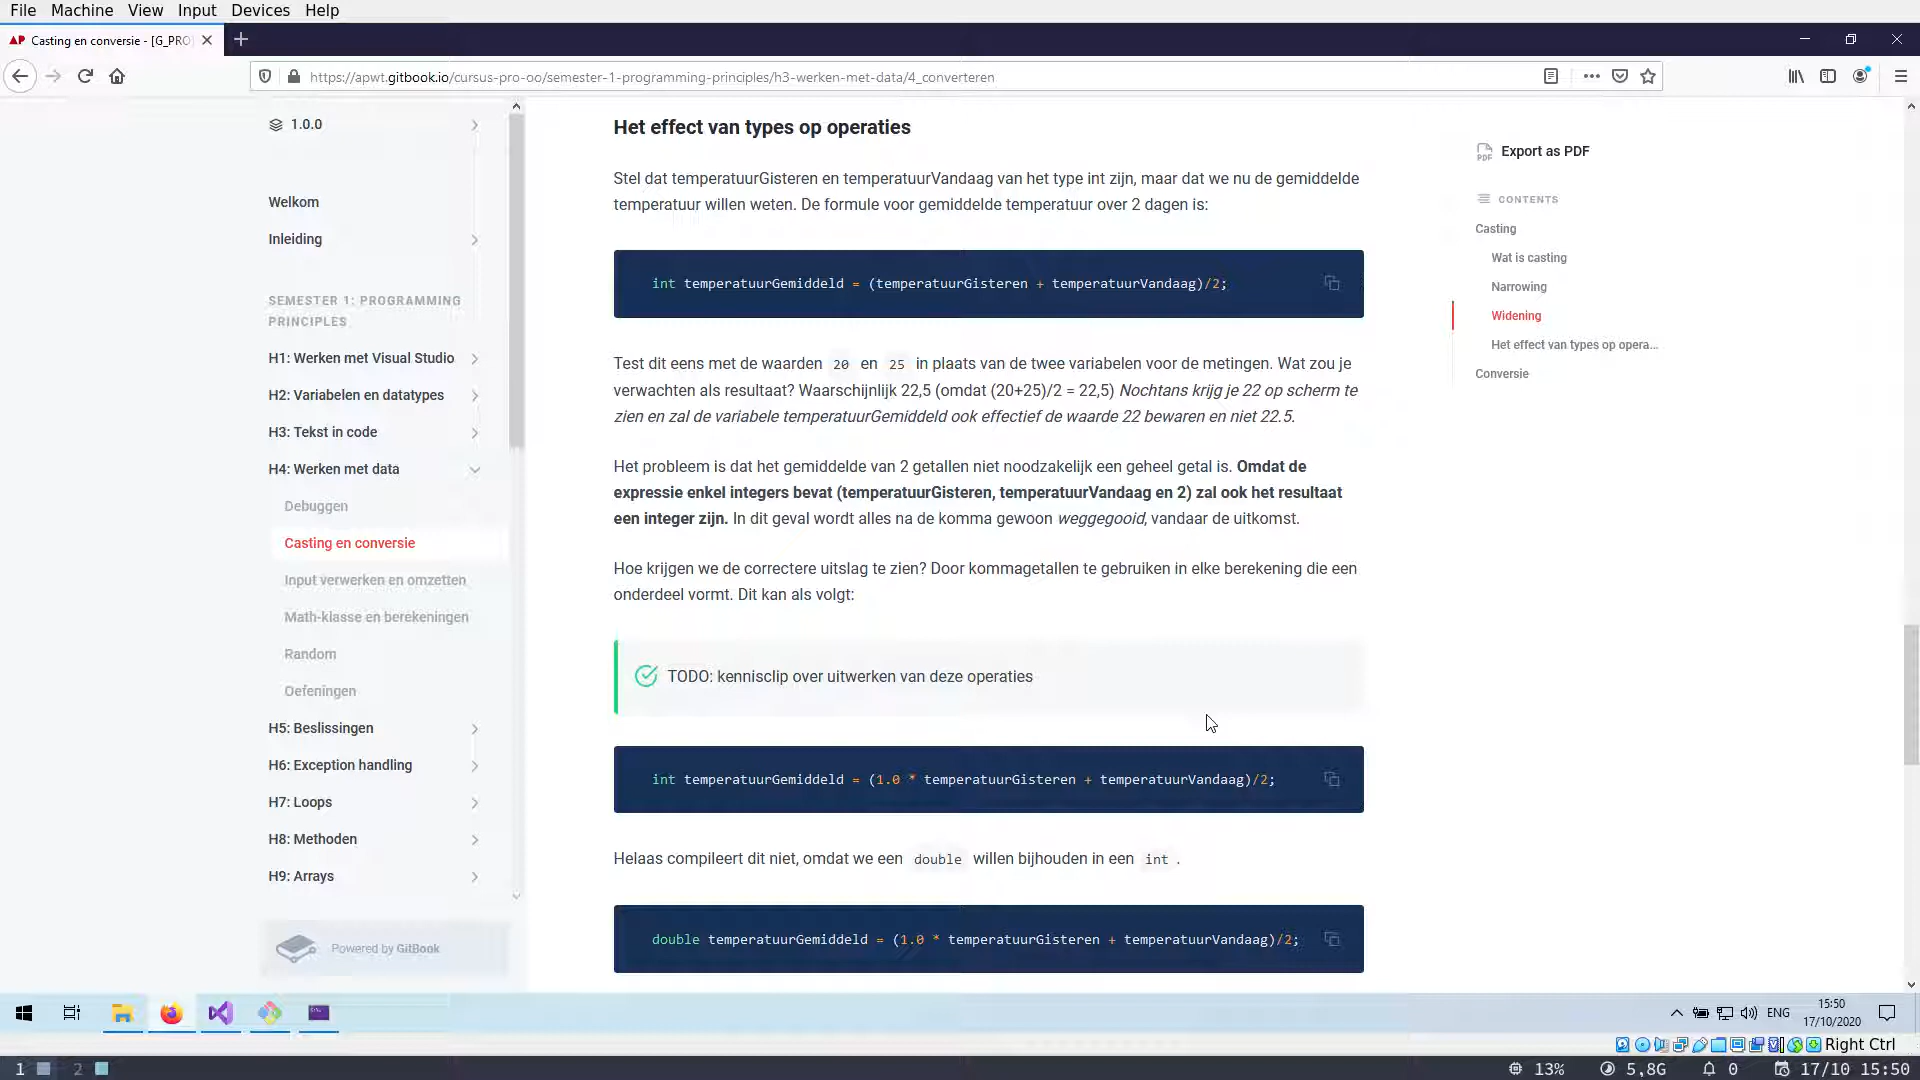 File Machine View Input Devices Help
Casting en conversie - [G_PRO
https://apwt.gitbook.io/cursus-pro-oo/semester-1-programming-principles/h3-werken-met-data/4_converteren
1.0.0
Welkom
Inleiding
SEMESTER 1: PROGRAMMING
PRINCIPLES
H1: Werken met Visual Studio
H2: Variabelen en datatypes
H3: Tekst in code
H4: Werken met data
Debuggen
Casting en conversie
Input verwerken en omzetten
Math-klasse en berekeningen
Random
Oefeningen
H5: Beslissingen
H6: Exception handling
H7: Loops
H8: Methoden
H9: Arrays
Powered by GitBook
Het effect van types op operaties
Stel dat temperatuurGisteren en temperatuurVandaag van het type int zijn, maar dat we nu de gemiddelde
temperatuur willen weten. De formule voor gemiddelde temperatuur over 2 dagen is:
int temperatuurGemiddeld = (temperatuurGisteren + temperatuurVandaag)/2;
Test dit eens met de waarden 20 en 25 in plaats van de twee variabelen voor de metingen. Wat zou je
verwachten als resultaat? Waarschijnlijk 22,5 (omdat (20+25)/2 = 22,5) Nochtans krijg je 22 op scherm te
zien en zal de variabele temperatuurGemiddeld ook effectief de waarde 22 bewaren en niet 22.5.
Het probleem is dat het gemiddelde van 2 getallen niet noodzakelijk een geheel getal is. Omdat de
expressie enkel integers bevat (temperatuurGisteren, temperatuurVandaag en 2) zal ook het resultaat
een integer zijn. In dit geval wordt alles na de komma gewoon weggegooid, vandaar de uitkomst.
Hoe krijgen we de correctere uitslag te zien? Door kommagetallen te gebruiken in elke berekening die een
onderdeel vormt. Dit kan als volgt:
TODO: kennisclip over uitwerken van deze operaties
int temperatuurGemiddeld = (1.0 * temperatuurGisteren + temperatuurVandaag)/2;
Helaas compileert dit niet, omdat we een double willen bijhouden in een int .
double temperatuurGemiddeld = (1.0 * temperatuurGisteren + temperatuurVandaag)/2;
PDF Export as PDF
CONTENTS
Casting
Wat is casting
Narrowing
Widening
Het effect van types op opera...
Conversie
ENG
15:50
17/10/2020
Right Ctrl
1 2
13% 5,8G 0 17/10 15:50